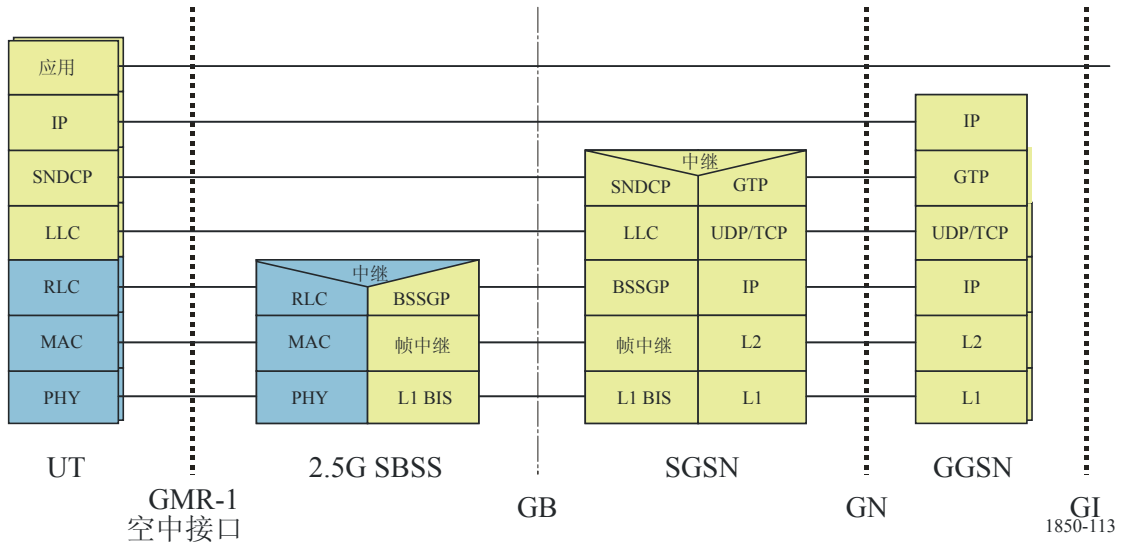 应用
IP
SNDCP
LLC
RLC
MAC
PHY
中继
RLC
BSSGP
MAC
帧中继
PHY
L1 BIS
中继
SNDCP
GTP
LLC
UDP/TCP
BSSGP
IP
帧中继
L2
L1 BIS
L1
IP
GTP
UDP/TCP
IP
L2
L1
UT
2.5G SBSS
SGSN
GGSN
GMR-1
空中接口
GB
GN
GI
1850-113